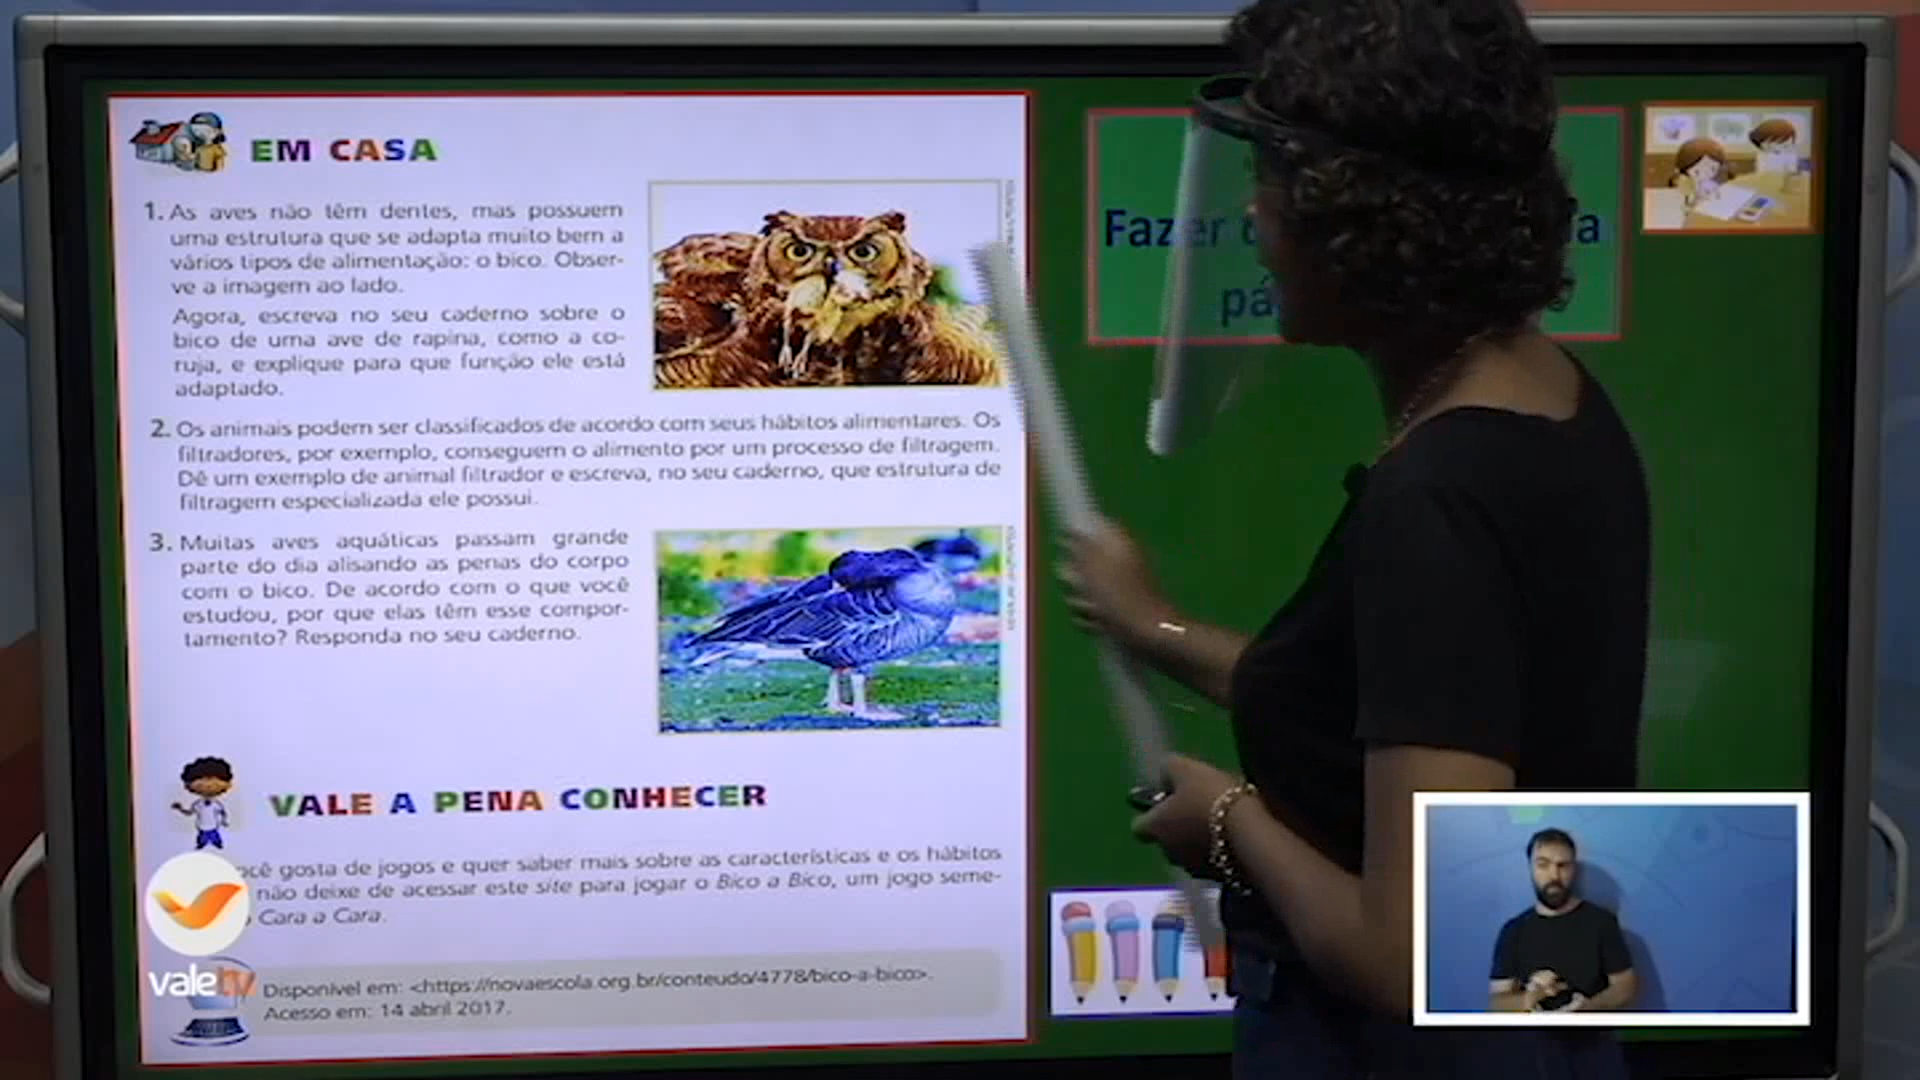 EM CASA
1. As aves não têm dentes, mas possuem
uma estrutura que se adapta muito bem a
vários tipos de alimentação: o bico. Obser-
ve a imagem ao lado.
Agora, escreva no seu caderno sobre o
bico de uma ave de rapina, como a co-
ruja, e explique para que função ele está
adaptado.
2. Os animais podem ser classificados de acordo com seus hábitos alimentares. Os
filtradores, por exemplo, conseguem o alimento por um processo de filtragem.
Dê um exemplo de animal filtrador e escreva, no seu caderno, que estrutura de
filtragem especializada ele possui.
3. Muitas aves aquáticas passam grande
parte do dia alisando as penas do corpo
com o bico. De acordo com o que você
estudou, por que elas têm esse compor-
tamento? Responda no seu caderno.
VALE A PENA CONHECER
ocê gosta de jogos e quer saber mais sobre as características e os hábitos
não deixe de acessar este site para jogar o Bico a Bico, um jogo seme-
Cara a Cara.
Disponível em: <https://novaescola.org.br/conteudo/4778/bico-a-bico>.
Acesso em: 14 abril 2017.
valetv
Fazer